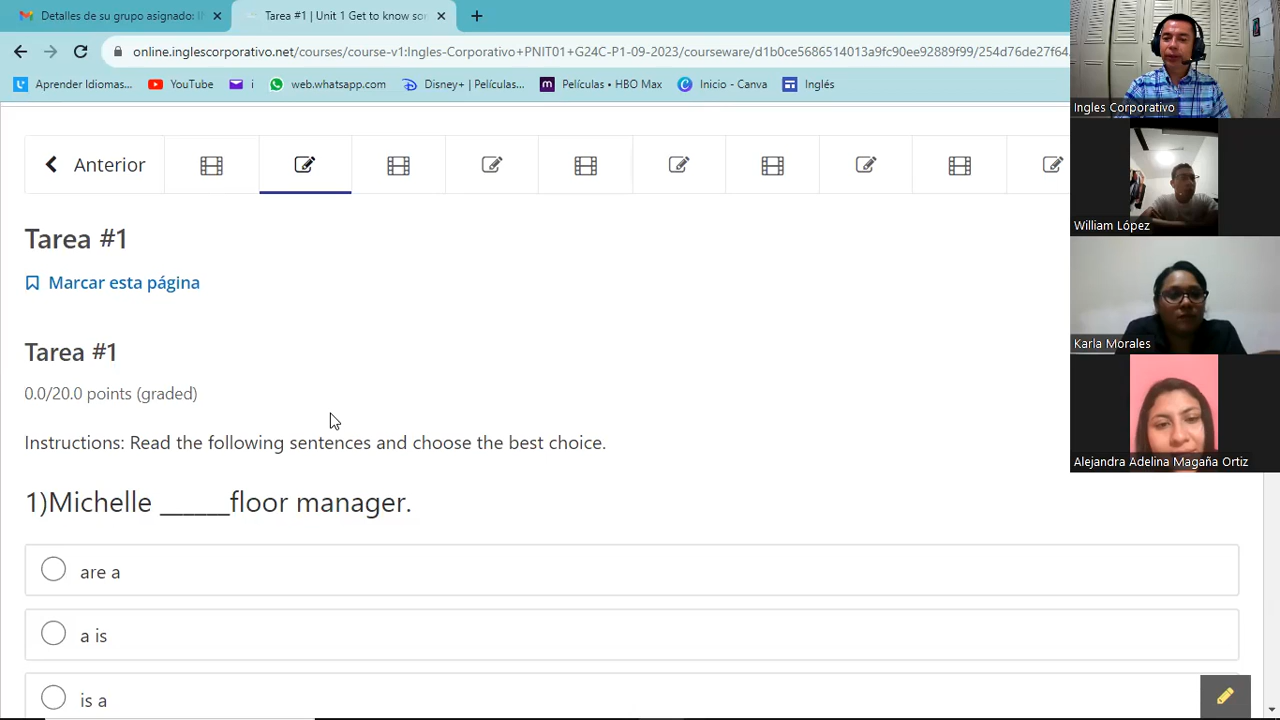 Detalles de su grupo asignado: I
Tarea #1 | Unit 1 Get to know so
online.inglescorporativo.net/courses/course-v1:Ingles-corporativo+PNIT01+G24C-P1-09-2023/courseware/d1b0ce5686514013a9fc9b2e92859f99/254d76de27f64
Aprender Idiomas...
YouTube
web.whatsapp.com
Películas • HBO Max
Inicio - Canva
Inglés
Anterior
Tarea #1
Marcar esta página
Tarea #1
0.0/20.0 points (graded)
Instructions: Read the following sentences and choose the best choice.
1)Michelle ______floor manager.
are a
a is
is a
Ingles Corporativo
William López
Karla Morales
Alejandra Adelina Magaña Ortiz